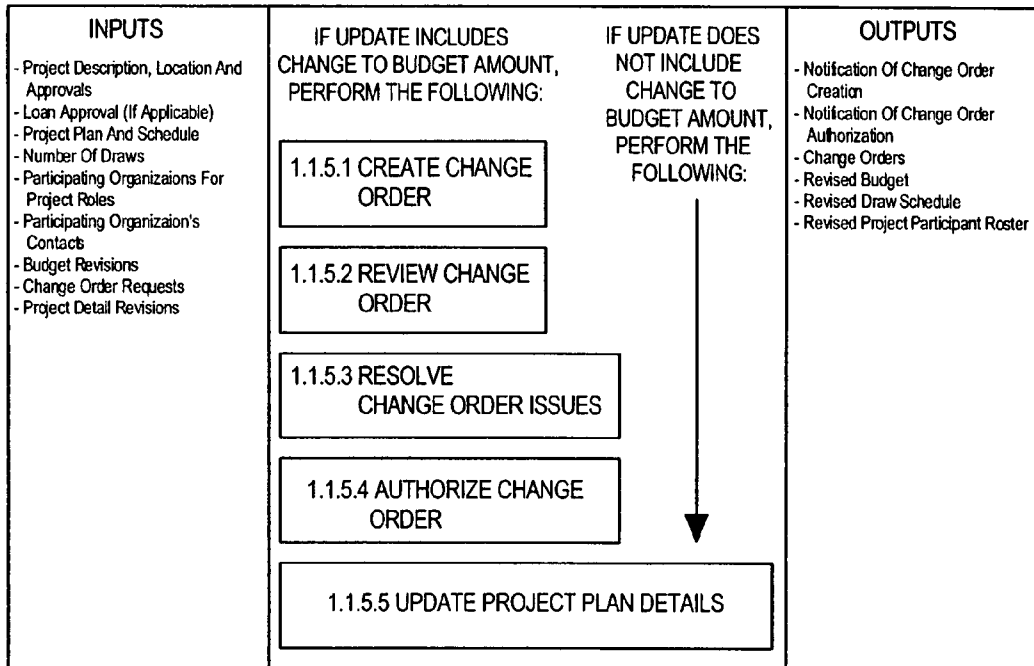 INPUTS
- Project Description, Location And
Approvals
- Loan Approval (If Applicable)
- Project Plan And Schedule
- Number Of Draws
- Participating Organizaions For
Project Roles
- Participating Organizaion's
Contacts
- Budget Revisions
- Change Order Requests
- Project Detail Revisions
IF UPDATE INCLUDES
CHANGE TO BUDGET AMOUNT,
PERFORM THE FOLLOWING:
1.1.5.1 CREATE CHANGE
ORDER
1.1.5.2 REVIEW CHANGE
ORDER
1.1.5.3 RESOLVE
CHANGE ORDER ISSUES
1.1.5.4 AUTHORIZE CHANGE
ORDER
IF UPDATE DOES
NOT INCLUDE
CHANGE TO
BUDGET AMOUNT,
PERFORM THE
FOLLOWING:
1.1.5.5 UPDATE PROJECT PLAN DETAILS
OUTPUTS
- Notification Of Change Order
Creation
- Notification Of Change Order
Authorization
- Change Orders
- Revised Budget
- Revised Draw Schedule
- Revised Project Participant Roster